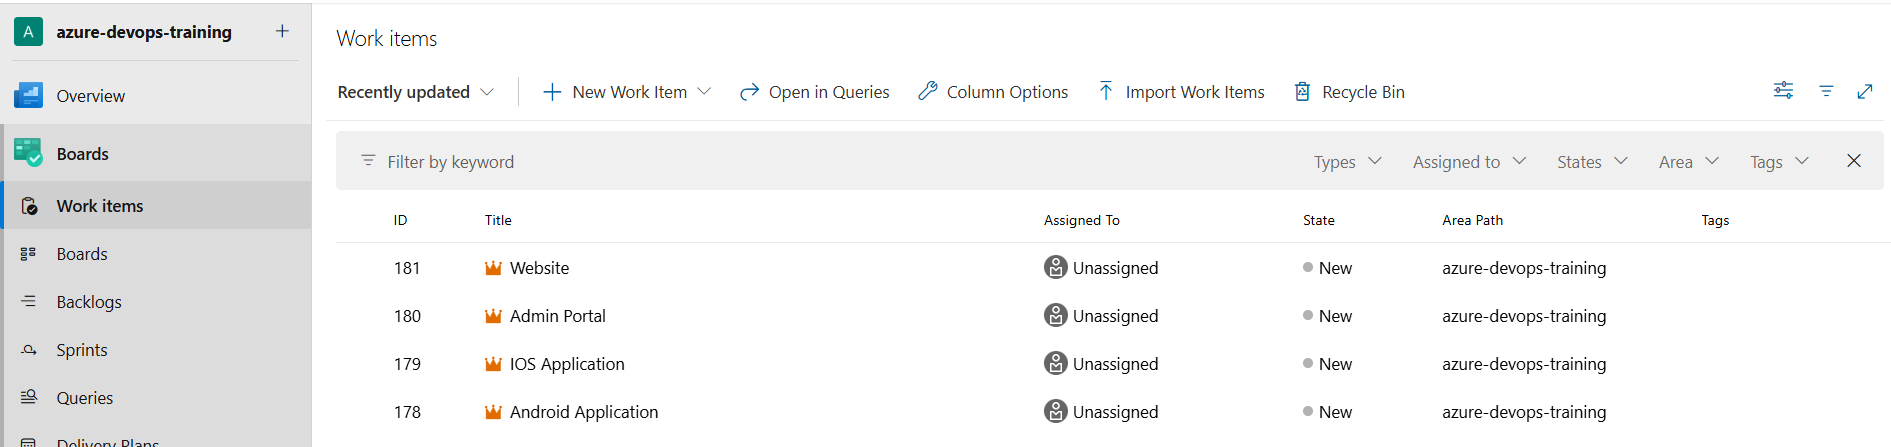 A azure-devops-training
Overview
Boards
Work items
Boards
Backlogs
Sprints
Queries
Delivery Plans
Work items
Recently updated New Work Item Open in Queries Column Options Import Work Items Recycle Bin
Filter by keyword Types Assigned to States Area Tags
ID Title Assigned To State Area Path Tags
181 Website Unassigned New azure-devops-training
180 Admin Portal Unassigned New azure-devops-training
179 IOS Application Unassigned New azure-devops-training
178 Android Application Unassigned New azure-devops-training